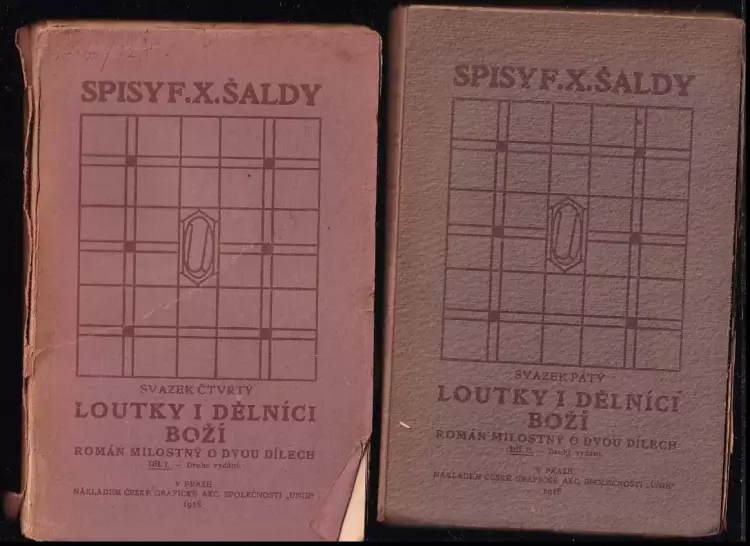 SPISY F. X. ŠALDY
SVAZEK ČTVRTÝ
LOUTKY I DĚLNÍCI
BOŽÍ
ROMÁN MILOSTNÝ O DVOU DÍLECH
DÍL I. — Druhé vydání.
V PRAZE
NÁKLADEM ČESKÉ GRAFICKÉ AKC. SPOLEČNOSTI „UNIE“
1918
SPISY F. X. ŠALDY
SVAZEK PÁTÝ
LOUTKY I DĚLNÍCI
BOŽÍ
ROMÁN MILOSTNÝ O DVOU DÍLECH
DÍL II. — Druhé vydání.
V PRAZE
NÁKLADEM ČESKÉ GRAFICKÉ AKC. SPOLEČNOSTI „UNIE“
1918